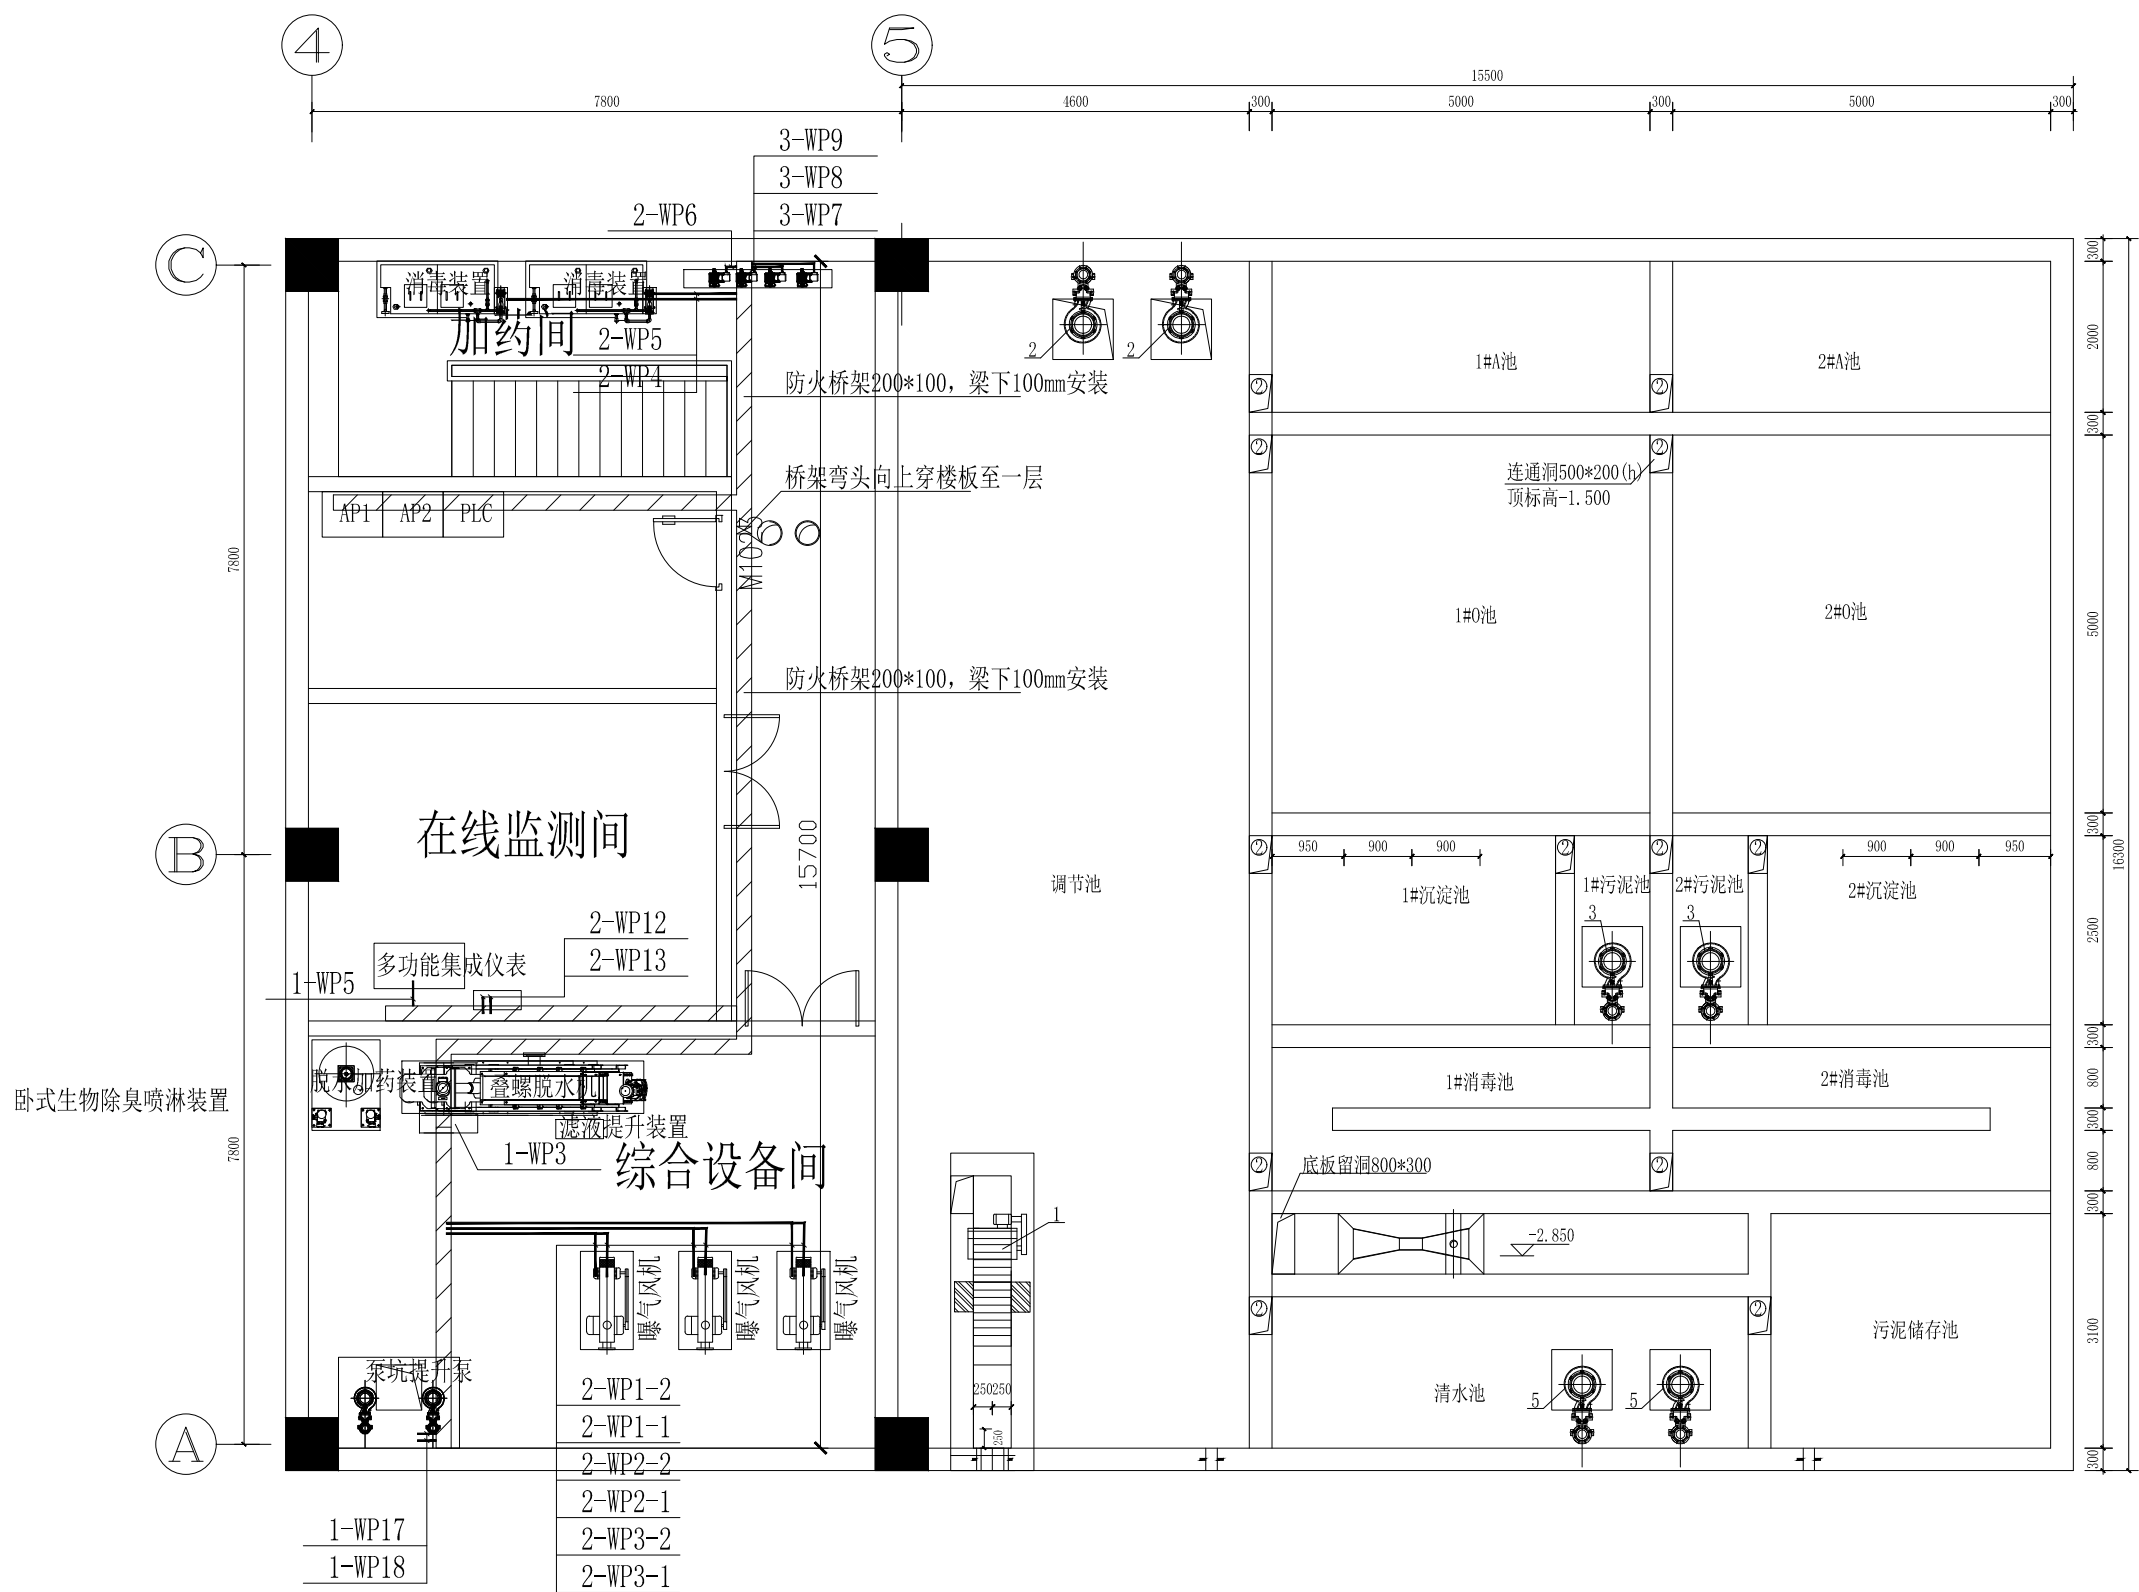 4
5
15500
7800
4600
300
5000
300
5000
300
3-WP9
3-WP8
3-WP7
2-WP6
C
消毒装置
消毒装置
加药间
2-WP5
2-WP4
防火桥架200*100，梁下100mm安装
2
2
1#A池
2#A池
300
2000
300
②
②
②
②
桥架弯头向上穿楼板至一层
连通洞500*200(h)
顶标高-1.500
AP1
AP2
PLC
7800
1#O池
2#O池
5000
防火桥架200*100，梁下100mm安装
在线监测间
B
15700
300
16300
②
950
900
900
②
②
②
900
900
950
调节池
1#沉淀池
1#污泥池
2#污泥池
2#沉淀池
3
3
2500
2-WP12
2-WP13
多功能集成仪表
1-WP5
300
脱水加药装置
叠螺脱水机
卧式生物除臭喷淋装置
滤液提升装置
1-WP3
综合设备间
7800
1#消毒池
2#消毒池
800
300
800
②
②
底板留洞800*300
300
1
-2.850
曝气风机
曝气风机
曝气风机
②
②
污泥储存池
3100
泵坑提升泵
250
250
250
清水池
5
5
A
300
2-WP1-2
2-WP1-1
2-WP2-2
2-WP2-1
2-WP3-2
2-WP3-1
1-WP17
1-WP18